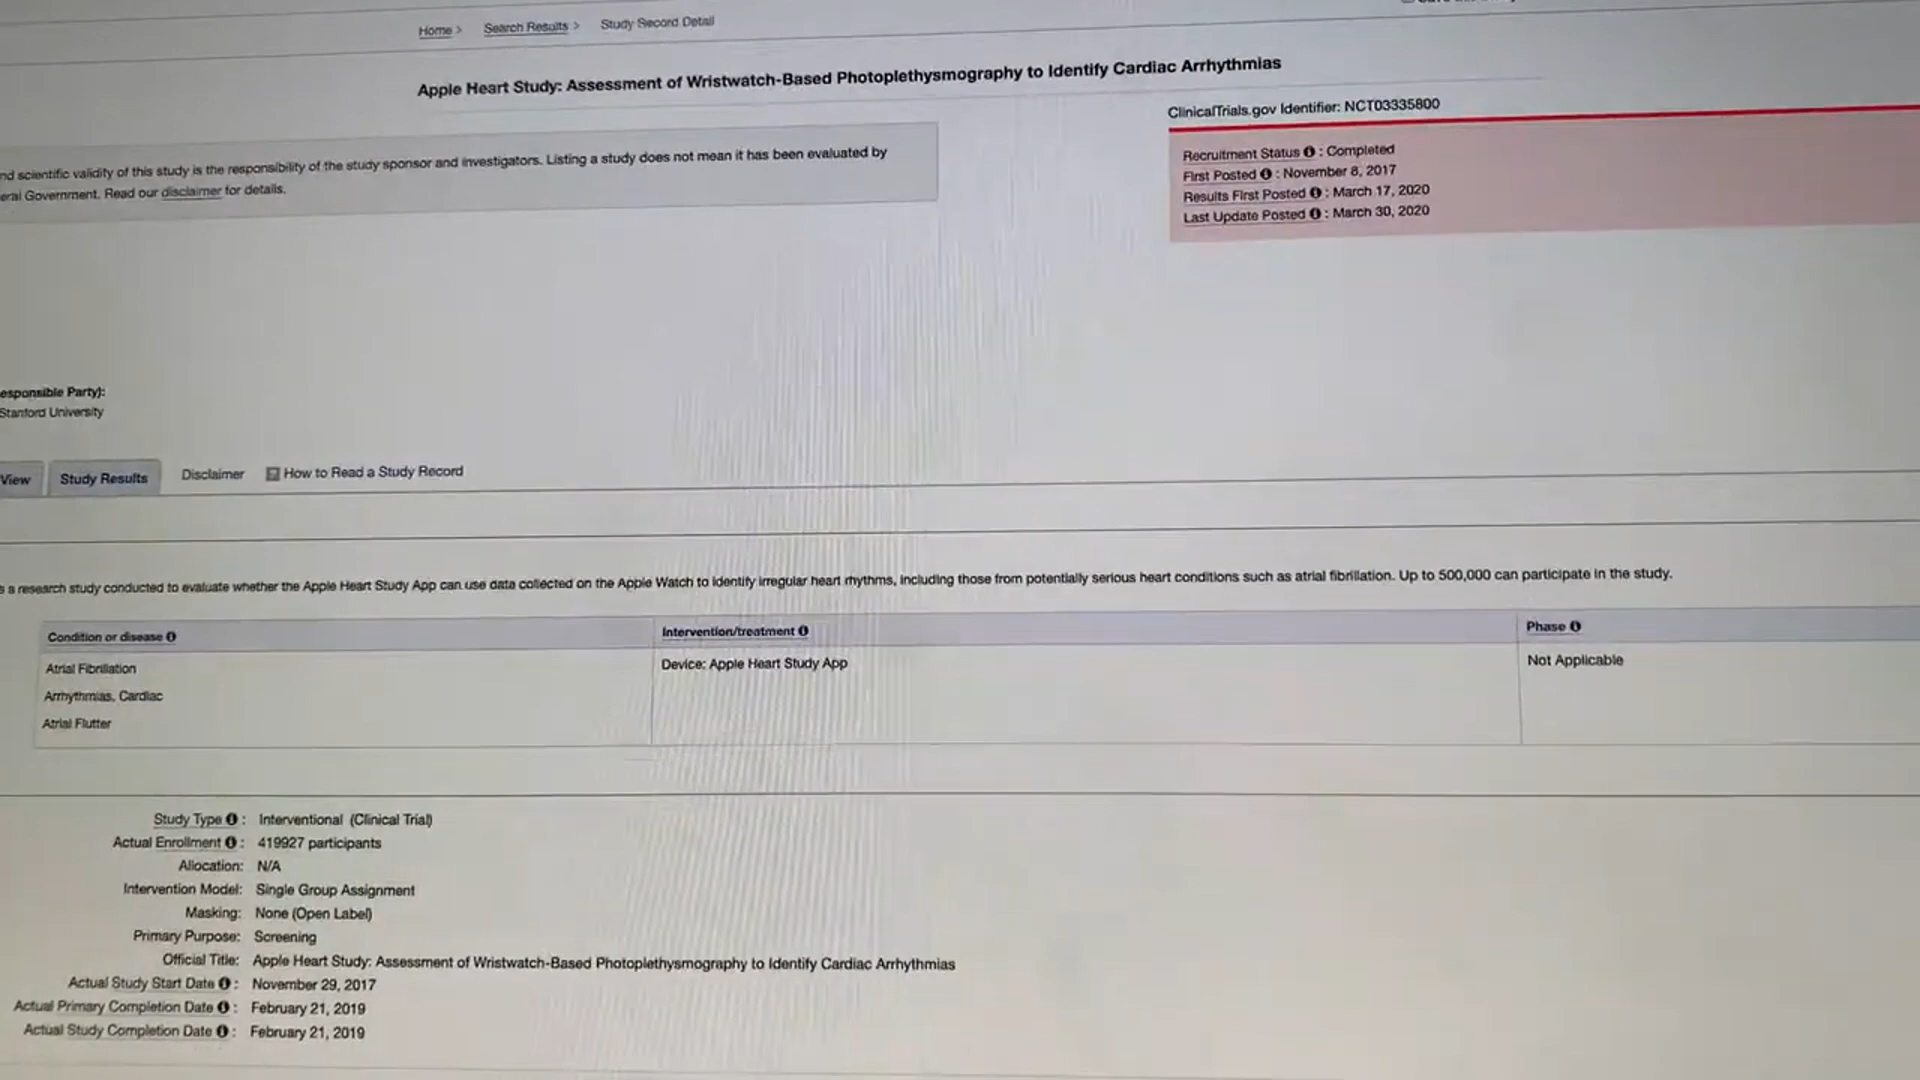 Home >
Search Results >
Study Record Detail
Apple Heart Study: Assessment of Wristwatch-Based Photoplethysmography to Identify Cardiac Arrhythmias
ClinicalTrials.gov Identifier: NCT03335800
nd scientific validity of this study is the responsibility of the study sponsor and investigators. Listing a study does not mean it has been evaluated by
eral Government. Read our disclaimer for details.
Recruitment Status : Completed
First Posted : November 8, 2017
Results First Posted : March 17, 2020
Last Update Posted : March 30, 2020
esponsible Party):
Stanford University
View
Study Results
Disclaimer
How to Read a Study Record
s a research study conducted to evaluate whether the Apple Heart Study App can use data collected on the Apple Watch to identify irregular heart rhythms, including those from potentially serious heart conditions such as atrial fibrillation. Up to 500,000 can participate in the study.
Condition or disease
Intervention/treatment
Phase
Atrial Fibrillation
Device: Apple Heart Study App
Not Applicable
Arrhythmias, Cardiac
Atrial Flutter
Study Type : Interventional (Clinical Trial)
Actual Enrollment : 419927 participants
Allocation: N/A
Intervention Model: Single Group Assignment
Masking: None (Open Label)
Primary Purpose: Screening
Official Title: Apple Heart Study: Assessment of Wristwatch-Based Photoplethysmography to Identify Cardiac Arrhythmias
Actual Study Start Date : November 29, 2017
Actual Primary Completion Date : February 21, 2019
Actual Study Completion Date : February 21, 2019